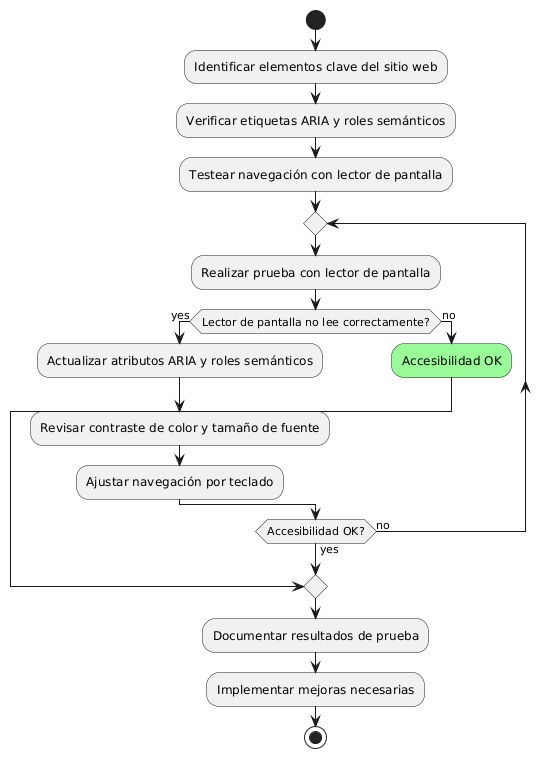 Identificar elementos clave del sitio web
Verificar etiquetas ARIA y roles semánticos
Testear navegación con lector de pantalla
Realizar prueba con lector de pantalla
yes
Lector de pantalla no lee correctamente?
no
Actualizar atributos ARIA y roles semánticos
Accesibilidad OK
Revisar contraste de color y tamaño de fuente
Ajustar navegación por teclado
Accesibilidad OK?
no
yes
Documentar resultados de prueba
Implementar mejoras necesarias